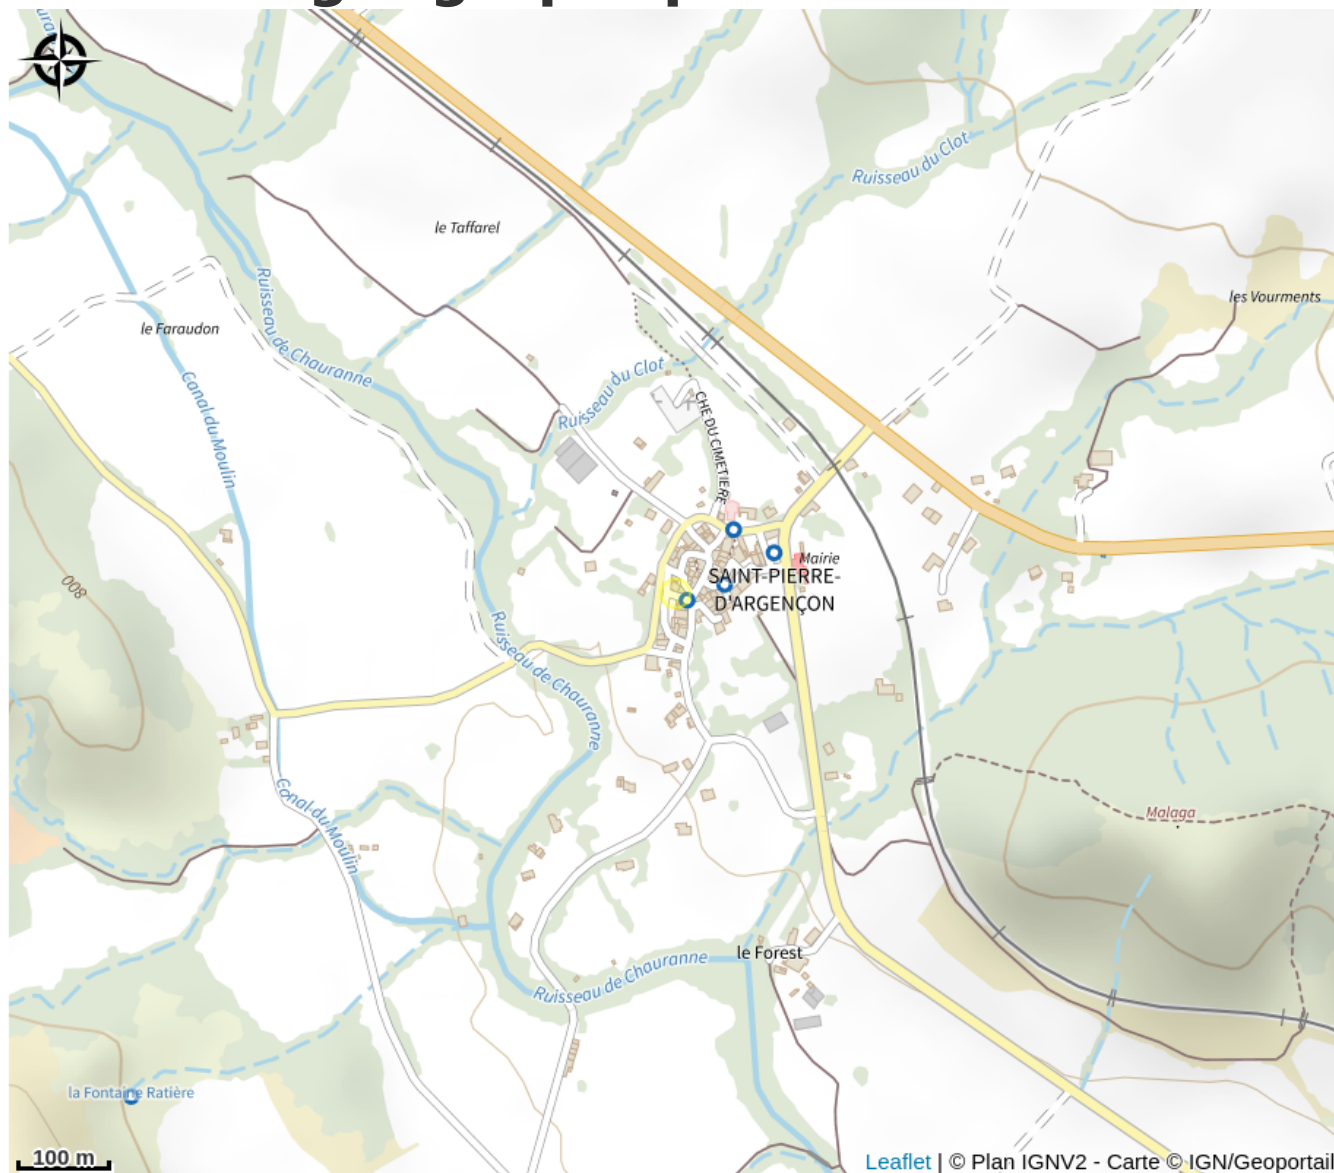 Ruisseau du Clot
le Taffarel
les Vourments
Ruisseau de Chauranne
le Faraudon
Canal du Moulin
Ruisseau du Clot
CHE DU CIMETIERE
Mairie
800
SAINT-PIERRE-
D'ARGENÇON
Ruisseau de Chauranne
Canal du Moulin
Malaga
le Forest
Ruisseau de Chauranne
la Fontaine Ratière
100 m
Leaflet | © Plan IGNV2 - Carte © IGN/Geoportail